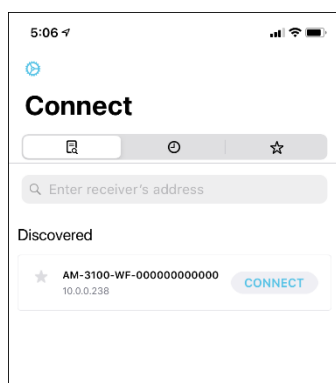 5:06
Connect
Enter receiver's address
Discovered
AM-3100-WF-000000000000
10.0.0.238
CONNECT